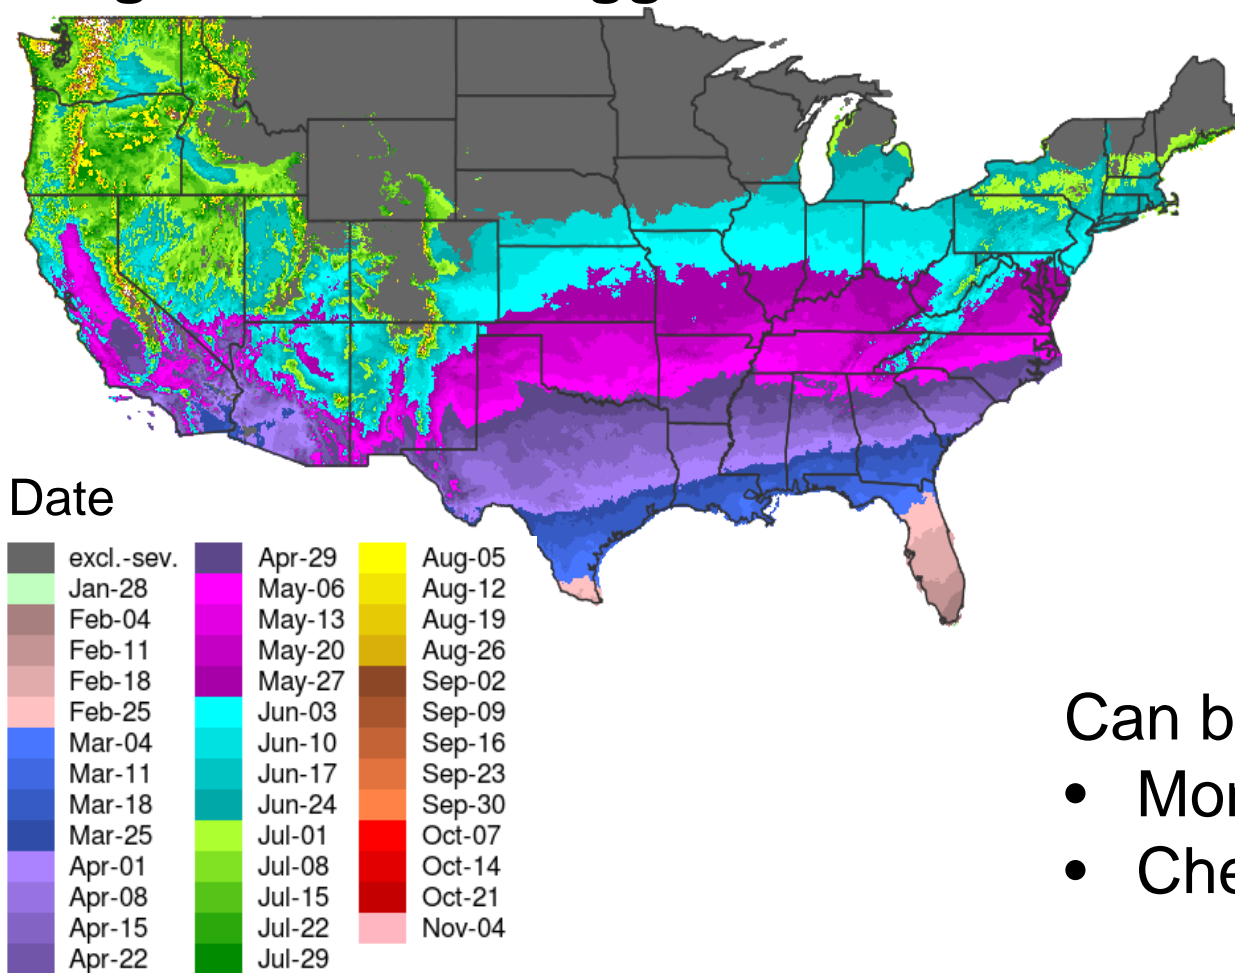 Date
excl.-sev.
Jan-28
Feb-04
Feb-11
Feb-18
Feb-25
Mar-04
Mar-11
Mar-18
Mar-25
Apr-01
Apr-08
Apr-15
Apr-22
Apr-29
May-06
May-13
May-20
May-27
Jun-03
Jun-10
Jun-17
Jun-24
Jul-01
Jul-08
Jul-15
Jul-22
Jul-29
Aug-05
Aug-12
Aug-19
Aug-26
Sep-02
Sep-09
Sep-16
Sep-23
Sep-30
Oct-07
Oct-14
Oct-21
Nov-04
Can b
• Mor
• Che